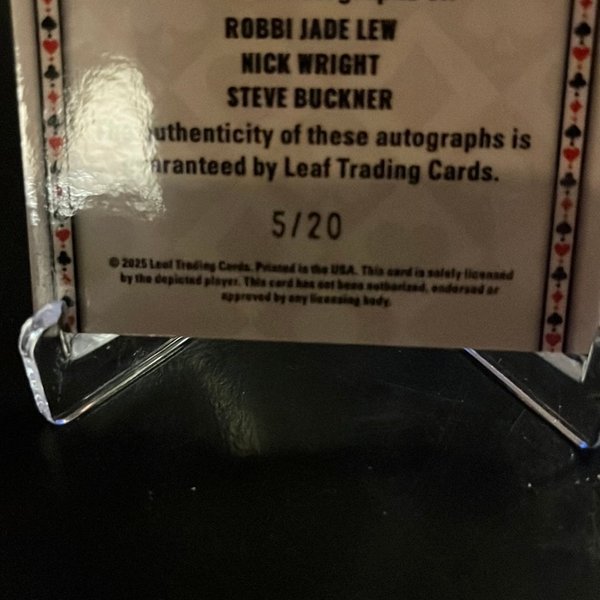 ROBBI JADE LEW
NICK WRIGHT
STEVE BUCKNER
authenticity of these autographs is
guaranteed by Leaf Trading Cards.
5/20
© 2025 Leaf Trading Cards. Printed in the USA. This card is solely licensed
by the depicted player. This card has not been authorized, endorsed or
approved by any licensing body.